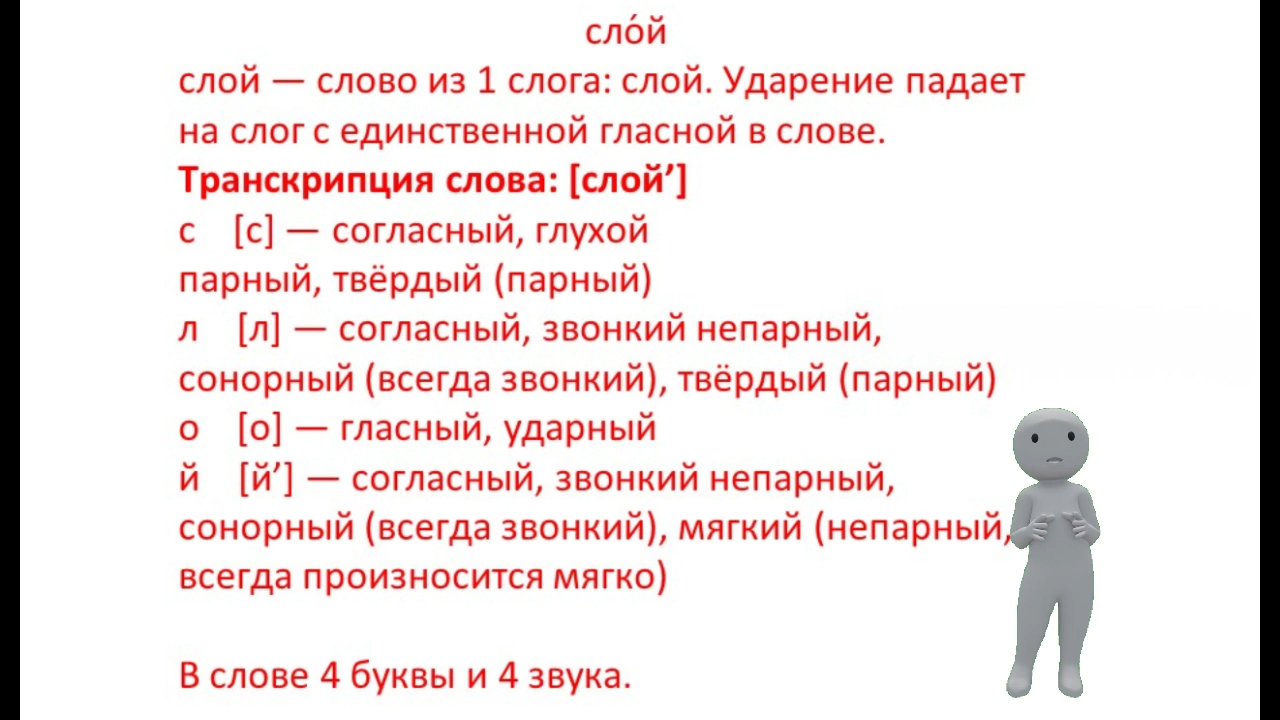 сло́й
слой — слово из 1 слога: слой. Ударение падает
на слог с единственной гласной в слове.
Транскрипция слова: [слой’]
с [с] — согласный, глухой
парный, твёрдый (парный)
л [л] — согласный, звонкий непарный,
сонорный (всегда звонкий), твёрдый (парный)
о [о] — гласный, ударный
й [й’] — согласный, звонкий непарный,
сонорный (всегда звонкий), мягкий (непарный,
всегда произносится мягко)
В слове 4 буквы и 4 звука.